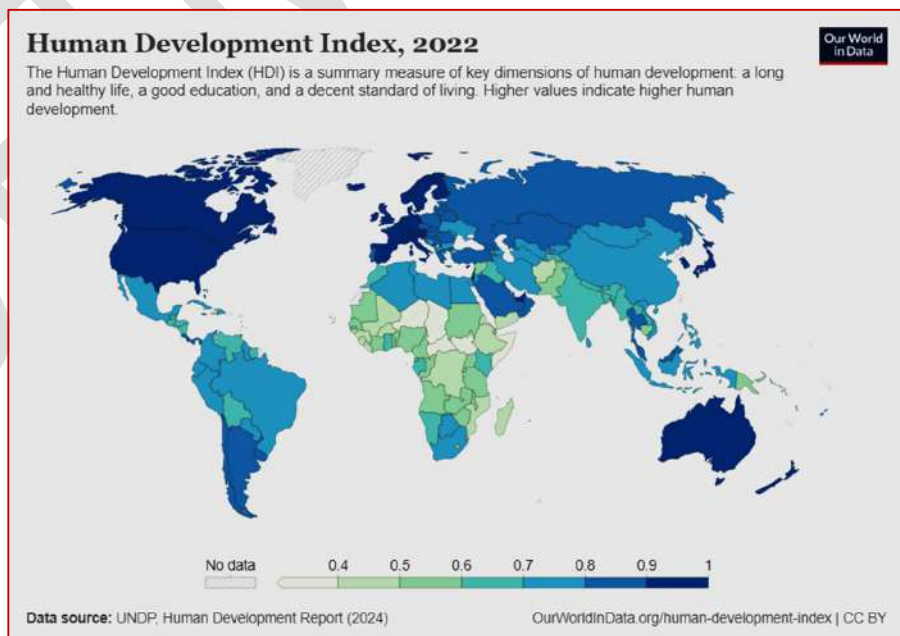 Human Development Index, 2022
Our World
in Data
The Human Development Index (HDI) is a summary measure of key dimensions of human development: a long
and healthy life, a good education, and a decent standard of living. Higher values indicate higher human
development.
No data
0.4
0.5
0.6
0.7
0.8
0.9
1
Data source: UNDP, Human Development Report (2024)
OurWorldInData.org/human-development-index | CC BY